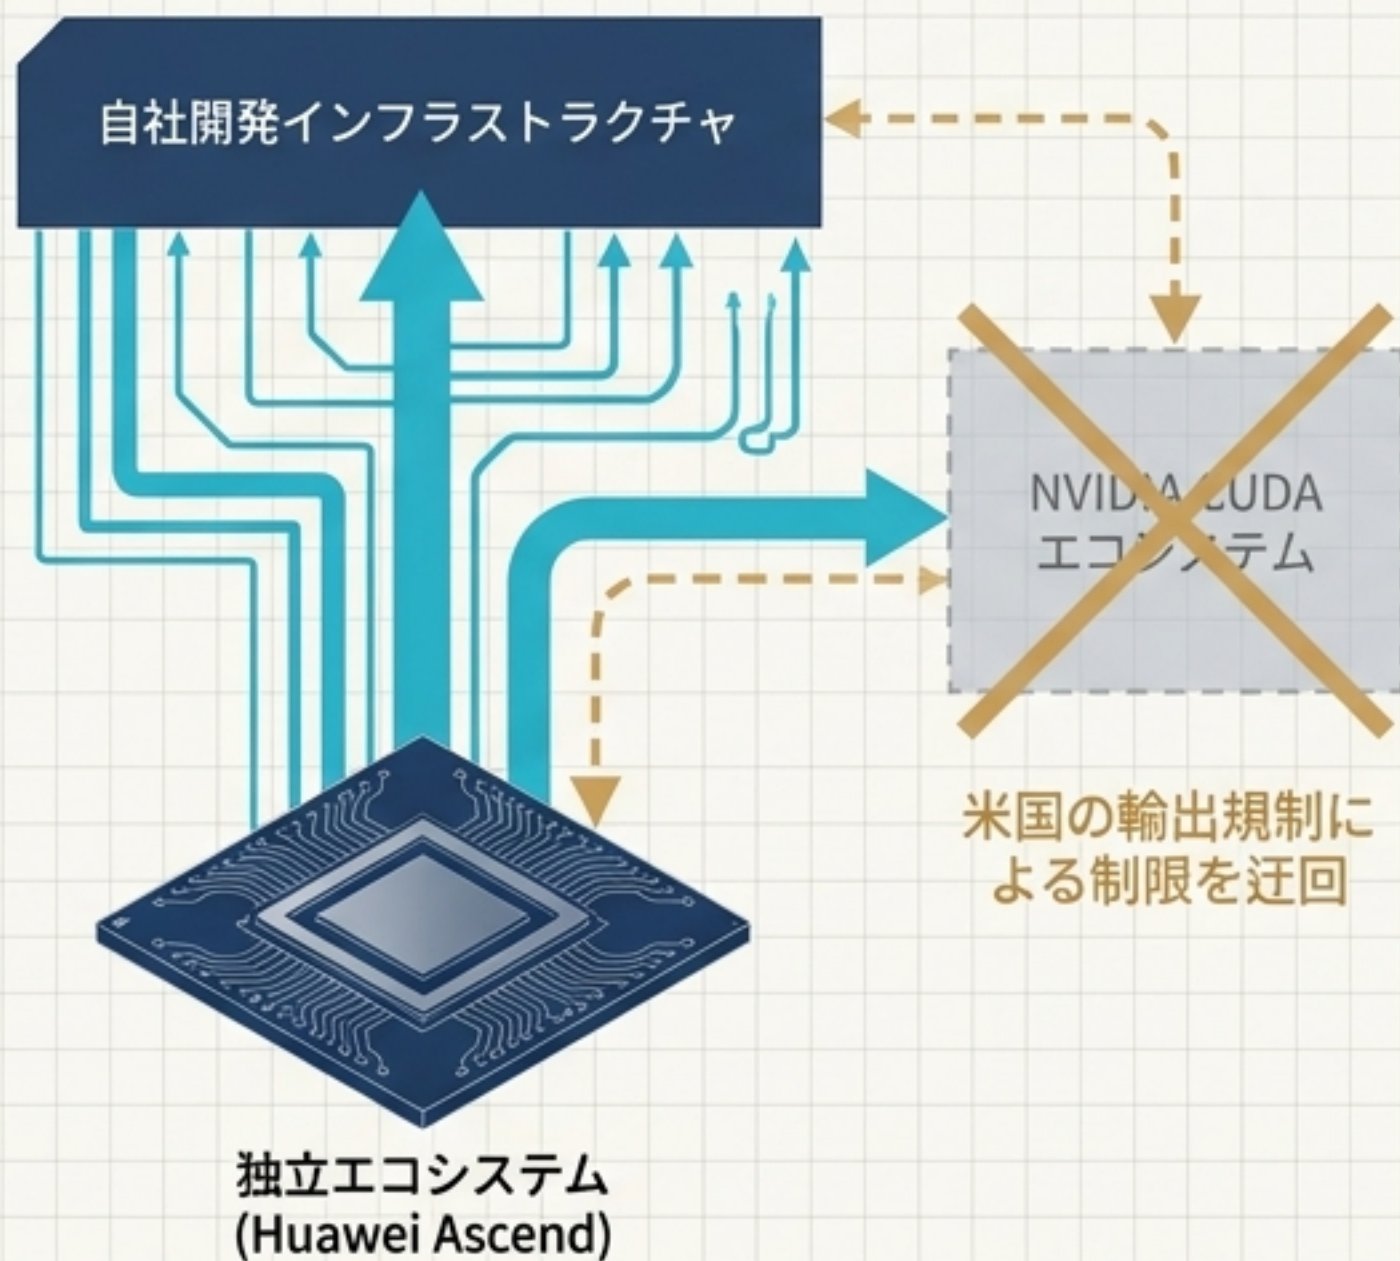 自社開発インフラストラクチャ
NVIDIA CUDA
エコシステム
米国の輸出規制に
よる制限を迂回
独立エコシステム
(Huawei Ascend)